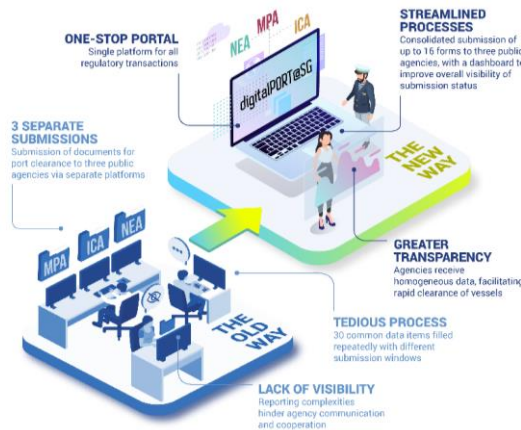 MPA
NEA
ICA
ONE-STOP PORTAL
Single platform for all
regulatory transactions
digitalPORT@SG
STREAMLINED
PROCESSES
Consolidated submission of
up to 16 forms to three public
agencies, with a dashboard to
improve overall visibility of
submission status
THE NEW
WAY
3 SEPARATE
SUBMISSIONS
Submission of documents for
port clearance to three public
agencies via separate platforms
MPA
ICA
NEA
GREATER
TRANSPARENCY
Agencies receive
homogeneous data, facilitating
rapid clearance of vessels
THE OLD
WAY
TEDIOUS PROCESS
30 common data items filled
repeatedly with different
submission windows
LACK OF VISIBILITY
Reporting complexities
hinder agency communication
and cooperation